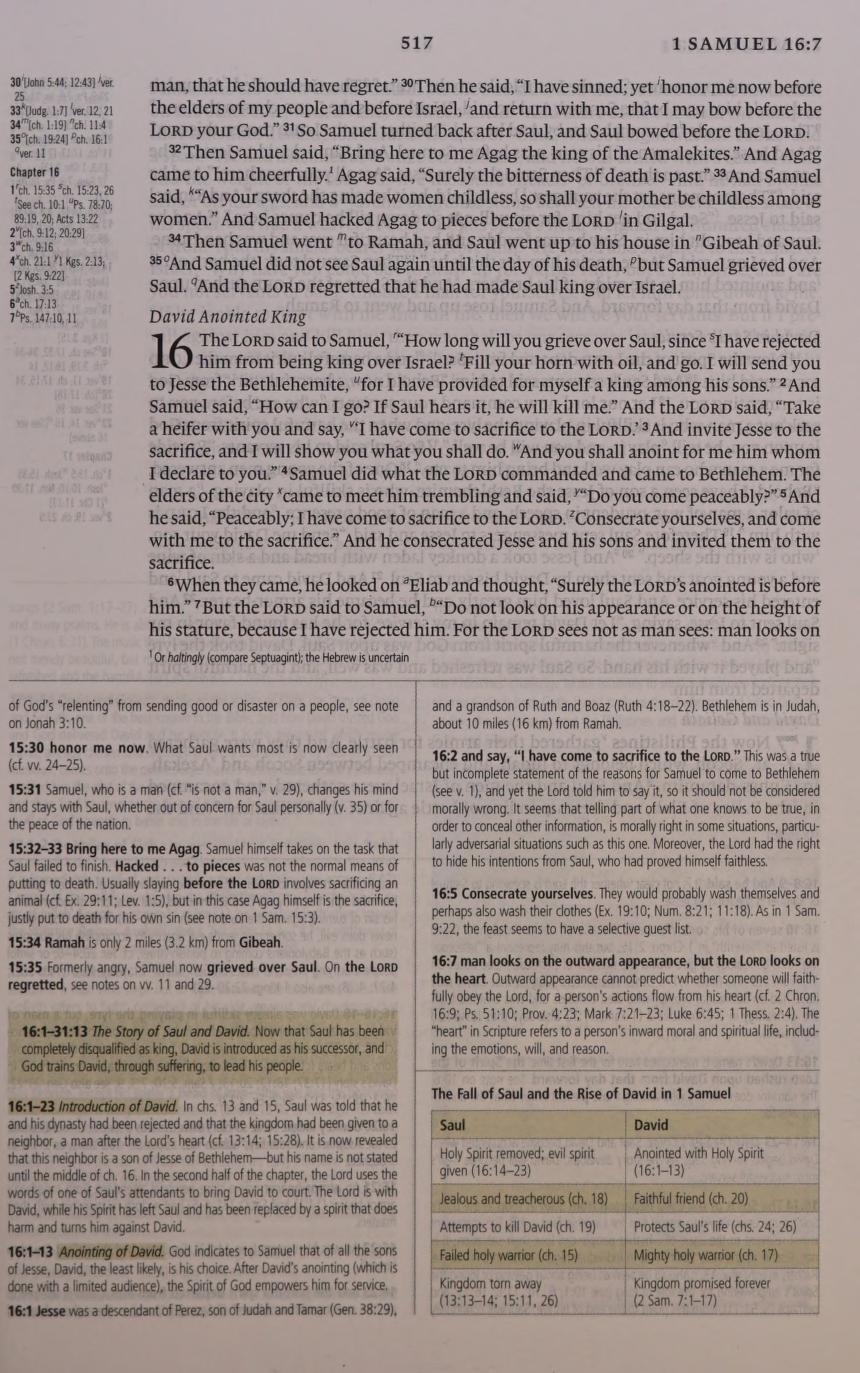 517
1 SAMUEL 16:7
30 i[John 5:44; 12:43] j ver.
25
33 k[Judg. 1:7] l ver. 12, 21
34 m[ch. 1:19] n ch. 11:4
35 o[ch. 19:24] p ch. 16:1
q ver. 11
Chapter 16
1 r ch. 15:35 s ch. 15:23, 26
t See ch. 10:1 u Ps. 78:70;
89:19, 20; Acts 13:22
2 v[ch. 9:12; 20:29]
3 w ch. 9:16
4 x ch. 21:1 y 1 Kgs. 2:13;
[2 Kgs. 9:22]
5 z Josh. 3:5
6 a ch. 17:13
7 b Ps. 147:10, 11
man, that he should have regret.” 30 Then he said, “I have sinned; yet i honor me now before
the elders of my people and before Israel, j and return with me, that I may bow before the
LORD your God.” 31 So Samuel turned back after Saul, and Saul bowed before the LORD.
32 Then Samuel said, “Bring here to me Agag the king of the Amalekites.” And Agag
came to him cheerfully.1 Agag said, “Surely the bitterness of death is past.” 33 And Samuel
said, k “As your sword has made women childless, so shall your mother be childless among
women.” And Samuel hacked Agag to pieces before the LORD l in Gilgal.
34 Then Samuel went m to Ramah, and Saul went up to his house in n Gibeah of Saul.
35 o And Samuel did not see Saul again until the day of his death, p but Samuel grieved over
Saul. q And the LORD regretted that he had made Saul king over Israel.
David Anointed King
16 The LORD said to Samuel, r “How long will you grieve over Saul, since s I have rejected
him from being king over Israel? t Fill your horn with oil, and go. I will send you
to Jesse the Bethlehemite, u for I have provided for myself a king among his sons.” 2 And
Samuel said, “How can I go? If Saul hears it, he will kill me.” And the LORD said, “Take
a heifer with you and say, v ‘I have come to sacrifice to the LORD.’ 3 And invite Jesse to the
sacrifice, and I will show you what you shall do. w And you shall anoint for me him whom
I declare to you.” 4 Samuel did what the LORD commanded and came to Bethlehem. The
elders of the city x came to meet him trembling and said, y “Do you come peaceably?” 5 And
he said, “Peaceably; I have come to sacrifice to the LORD. z Consecrate yourselves, and come
with me to the sacrifice.” And he consecrated Jesse and his sons and invited them to the
sacrifice.
6 When they came, he looked on a Eliab and thought, “Surely the LORD’s anointed is before
him.” 7 But the LORD said to Samuel, b “Do not look on his appearance or on the height of
his stature, because I have rejected him. For the LORD sees not as man sees: man looks on
1 Or haltingly (compare Septuagint); the Hebrew is uncertain
of God’s “relenting” from sending good or disaster on a people, see note
on Jonah 3:10.
15:30 honor me now. What Saul wants most is now clearly seen
(cf. vv. 24–25).
15:31 Samuel, who is a man (cf. “is not a man,” v. 29), changes his mind
and stays with Saul, whether out of concern for Saul personally (v. 35) or for
the peace of the nation.
15:32–33 Bring here to me Agag. Samuel himself takes on the task that
Saul failed to finish. Hacked . . . to pieces was not the normal means of
putting to death. Usually slaying before the LORD involves sacrificing an
animal (cf. Ex. 29:11; Lev. 1:5), but in this case Agag himself is the sacrifice,
justly put to death for his own sin (see note on 1 Sam. 15:3).
15:34 Ramah is only 2 miles (3.2 km) from Gibeah.
15:35 Formerly angry, Samuel now grieved over Saul. On the LORD
regretted, see notes on vv. 11 and 29.
16:1–31:13 The Story of Saul and David. Now that Saul has been
completely disqualified as king, David is introduced as his successor, and
God trains David, through suffering, to lead his people.
16:1–23 Introduction of David. In chs. 13 and 15, Saul was told that he
and his dynasty had been rejected and that the kingdom had been given to a
neighbor, a man after the Lord’s heart (cf. 13:14; 15:28). It is now revealed
that this neighbor is a son of Jesse of Bethlehem—but his name is not stated
until the middle of ch. 16. In the second half of the chapter, the Lord uses the
words of one of Saul’s attendants to bring David to court. The Lord is with
David, while his Spirit has left Saul and has been replaced by a spirit that does
harm and turns him against David.
16:1–13 Anointing of David. God indicates to Samuel that of all the sons
of Jesse, David, the least likely, is his choice. After David’s anointing (which is
done with a limited audience), the Spirit of God empowers him for service.
16:1 Jesse was a descendant of Perez, son of Judah and Tamar (Gen. 38:29),
and a grandson of Ruth and Boaz (Ruth 4:18–22). Bethlehem is in Judah,
about 10 miles (16 km) from Ramah.
16:2 and say, “I have come to sacrifice to the LORD.” This was a true
but incomplete statement of the reasons for Samuel to come to Bethlehem
(see v. 1), and yet the Lord told him to say it, so it should not be considered
morally wrong. It seems that telling part of what one knows to be true, in
order to conceal other information, is morally right in some situations, particu-
larly adversarial situations such as this one. Moreover, the Lord had the right
to hide his intentions from Saul, who had proved himself faithless.
16:5 Consecrate yourselves. They would probably wash themselves and
perhaps also wash their clothes (Ex. 19:10; Num. 8:21; 11:18). As in 1 Sam.
9:22, the feast seems to have a selective guest list.
16:7 man looks on the outward appearance, but the LORD looks on
the heart. Outward appearance cannot predict whether someone will faith-
fully obey the Lord, for a person’s actions flow from his heart (cf. 2 Chron.
16:9; Ps. 51:10; Prov. 4:23; Mark 7:21–23; Luke 6:45; 1 Thess. 2:4). The
“heart” in Scripture refers to a person’s inward moral and spiritual life, includ-
ing the emotions, will, and reason.
The Fall of Saul and the Rise of David in 1 Samuel
Saul David
Holy Spirit removed; evil spirit Anointed with Holy Spirit
given (16:14–23) (16:1–13)
Jealous and treacherous (ch. 18) Faithful friend (ch. 20)
Attempts to kill David (ch. 19) Protects Saul’s life (chs. 24; 26)
Failed holy warrior (ch. 15) Mighty holy warrior (ch. 17)
Kingdom torn away Kingdom promised forever
(13:13–14; 15:11, 26) (2 Sam. 7:1–17)